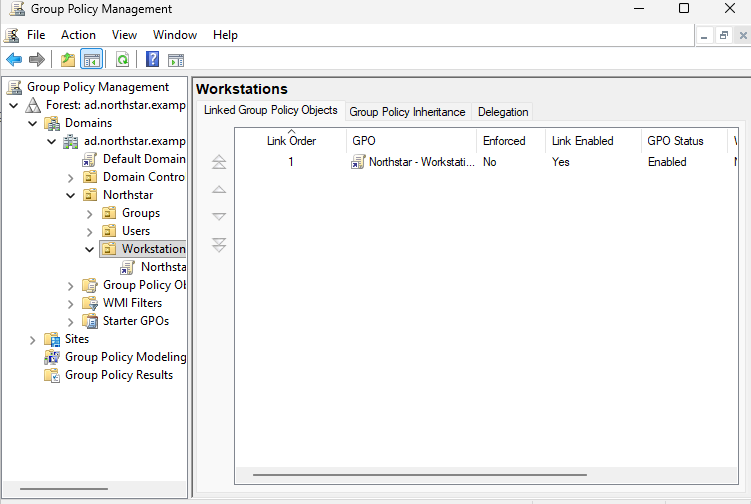 Group Policy Management
File Action View Window Help
Group Policy Management
Forest: ad.northstar.examp
Domains
ad.northstar.examp
Default Domain
Domain Contro
Northstar
Groups
Users
Workstation
Northsta
Group Policy Ob
WMI Filters
Starter GPOs
Sites
Group Policy Modeling
Group Policy Results
Workstations
Linked Group Policy Objects Group Policy Inheritance Delegation
Link Order GPO Enforced Link Enabled GPO Status
1 Northstar - Workstati... No Yes Enabled